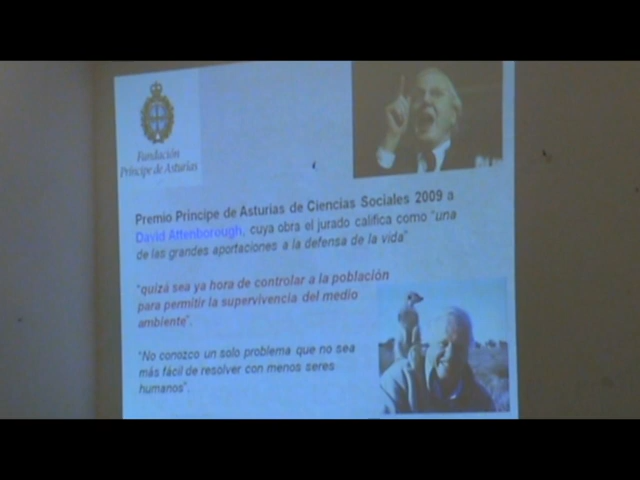 Fundación
Príncipe de Asturias
Premio Príncipe de Asturias de Ciencias Sociales 2009 a
David Attenborough, cuya obra el jurado califica como "una
de las grandes aportaciones a la defensa de la vida"
"quizá sea ya hora de controlar a la población
para permitir la supervivencia del medio
ambiente".
"No conozco un solo problema que no sea
más fácil de resolver con menos seres
humanos".